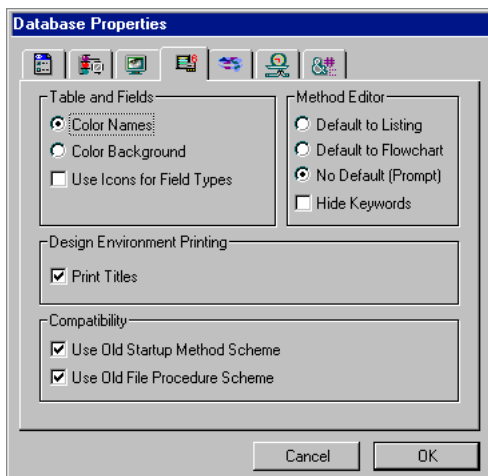 Database Properties
Table and Fields
Color Names
Color Background
Use Icons for Field Types
Method Editor
Default to Listing
Default to Flowchart
No Default (Prompt)
Hide Keywords
Design Environment Printing
Print Titles
Compatibility
Use Old Startup Method Scheme
Use Old File Procedure Scheme
Cancel
OK